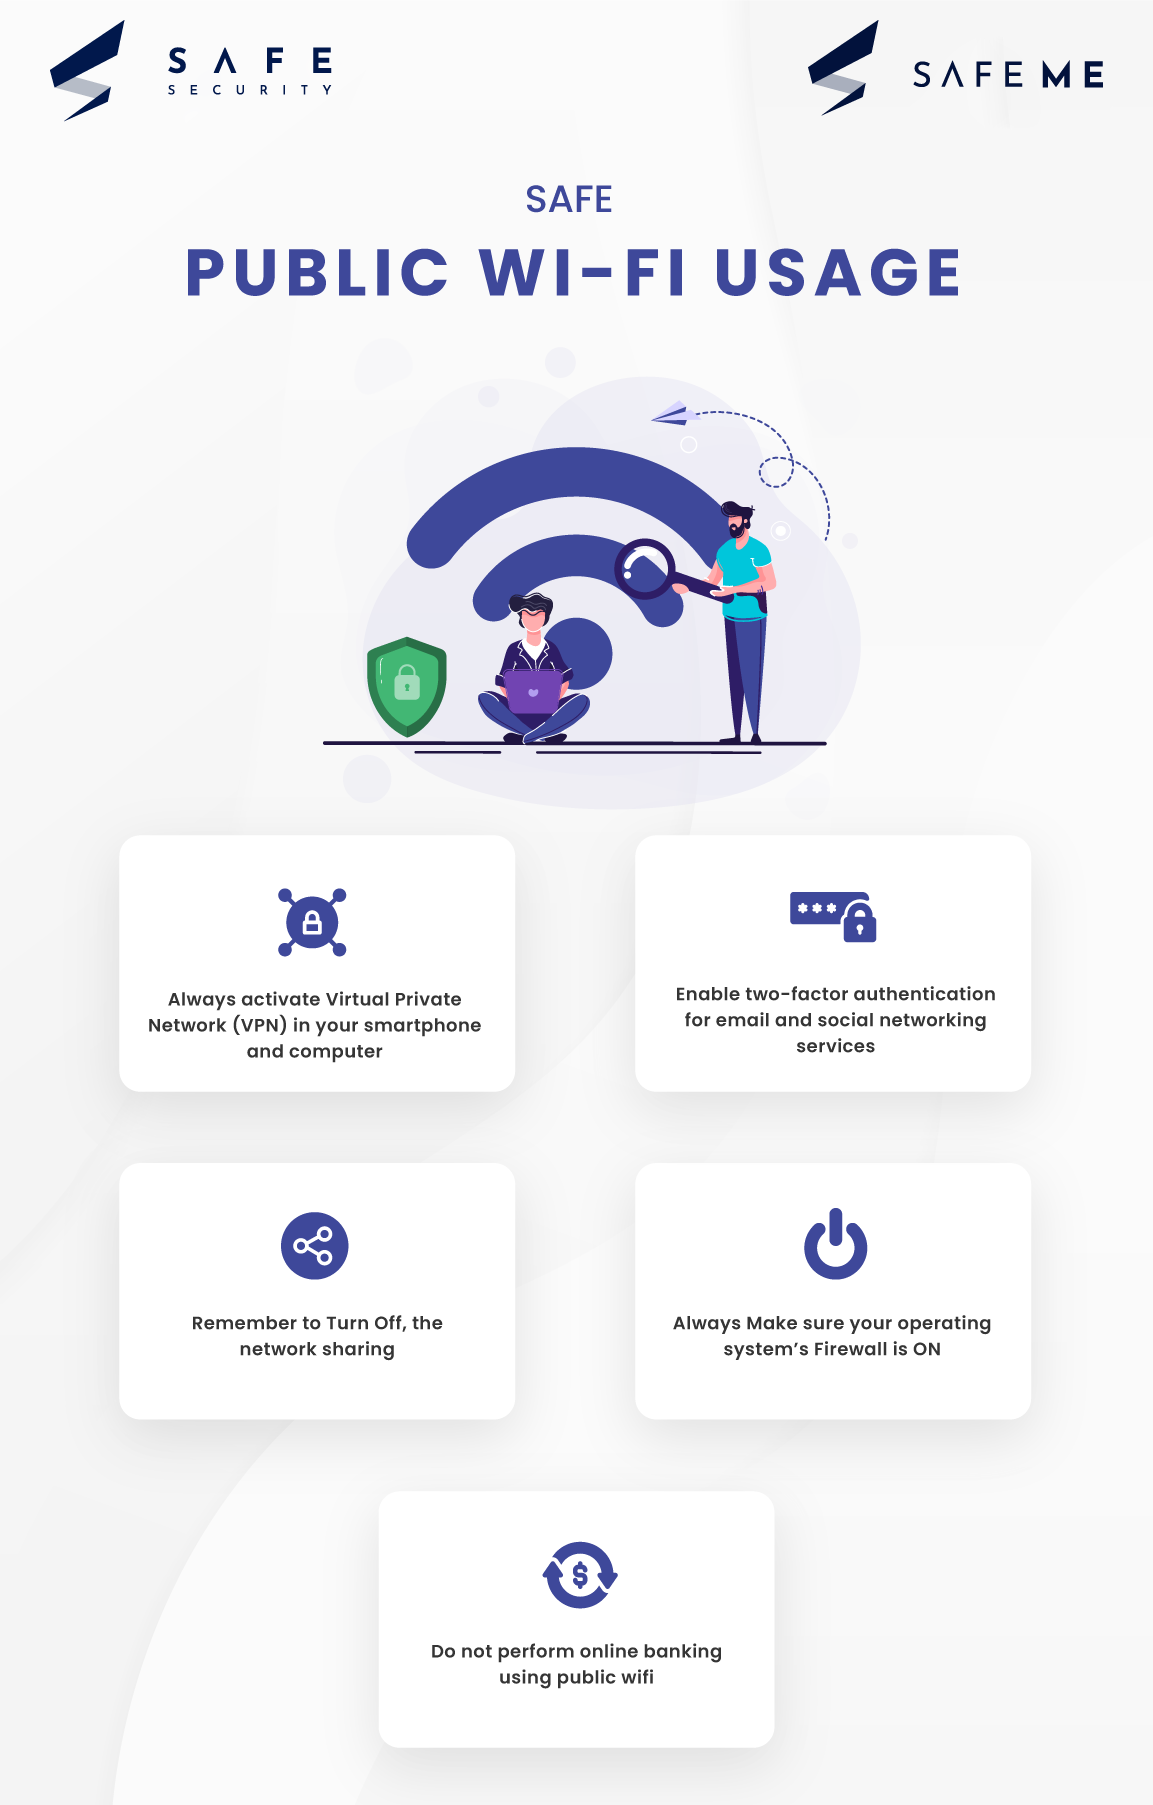 SAFE
SECURITY
SAFE ME
SAFE
PUBLIC WI-FI USAGE
Always activate Virtual Private
Network (VPN) in your smartphone
and computer
Enable two-factor authentication
for email and social networking
services
Remember to Turn Off, the
network sharing
Always Make sure your operating
system’s Firewall is ON
$
Do not perform online banking
using public wifi